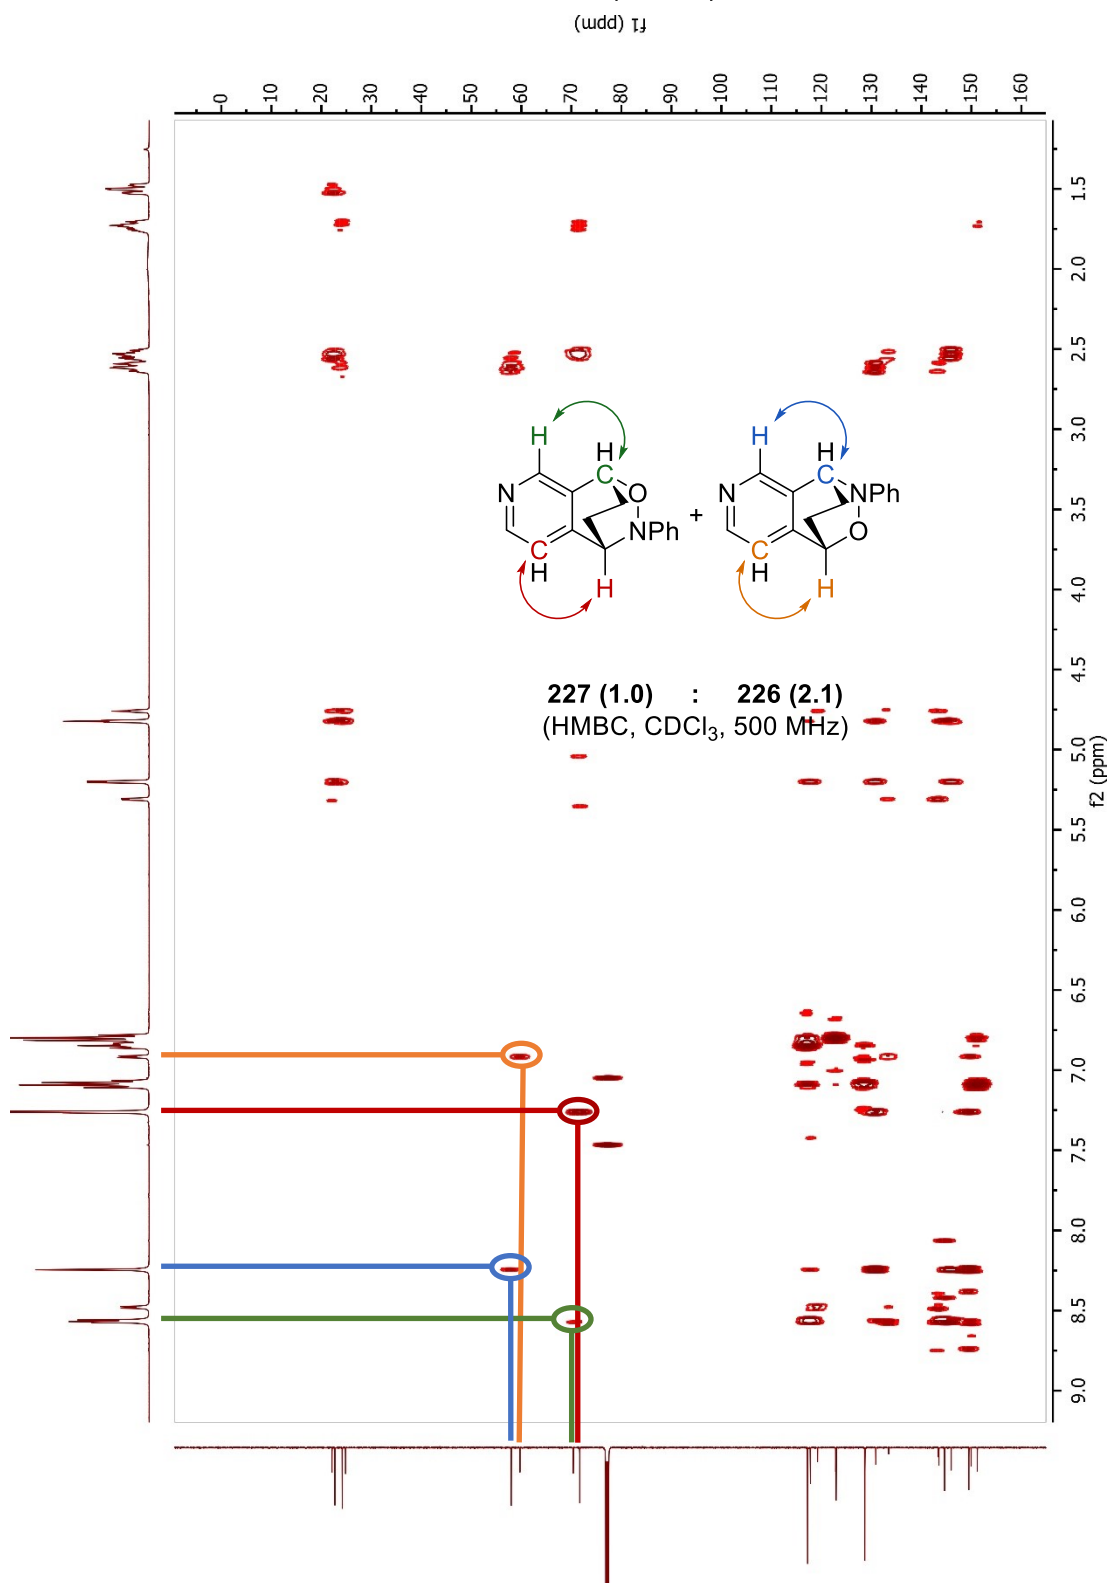 f1 (ppm)
0 10 20 30 40 50 60 70 80 90 100 110 120 130 140 150 160
1.5
2.0
2.5
3.0
3.5
4.0
4.5
5.0
5.5
6.0
6.5
7.0
7.5
8.0
8.5
9.0
f2 (ppm)
H H
H H
N C O + N C N Ph
N Ph O
C C
H H H H
227 (1.0) : 226 (2.1)
(HMBC, CDCl₃, 500 MHz)